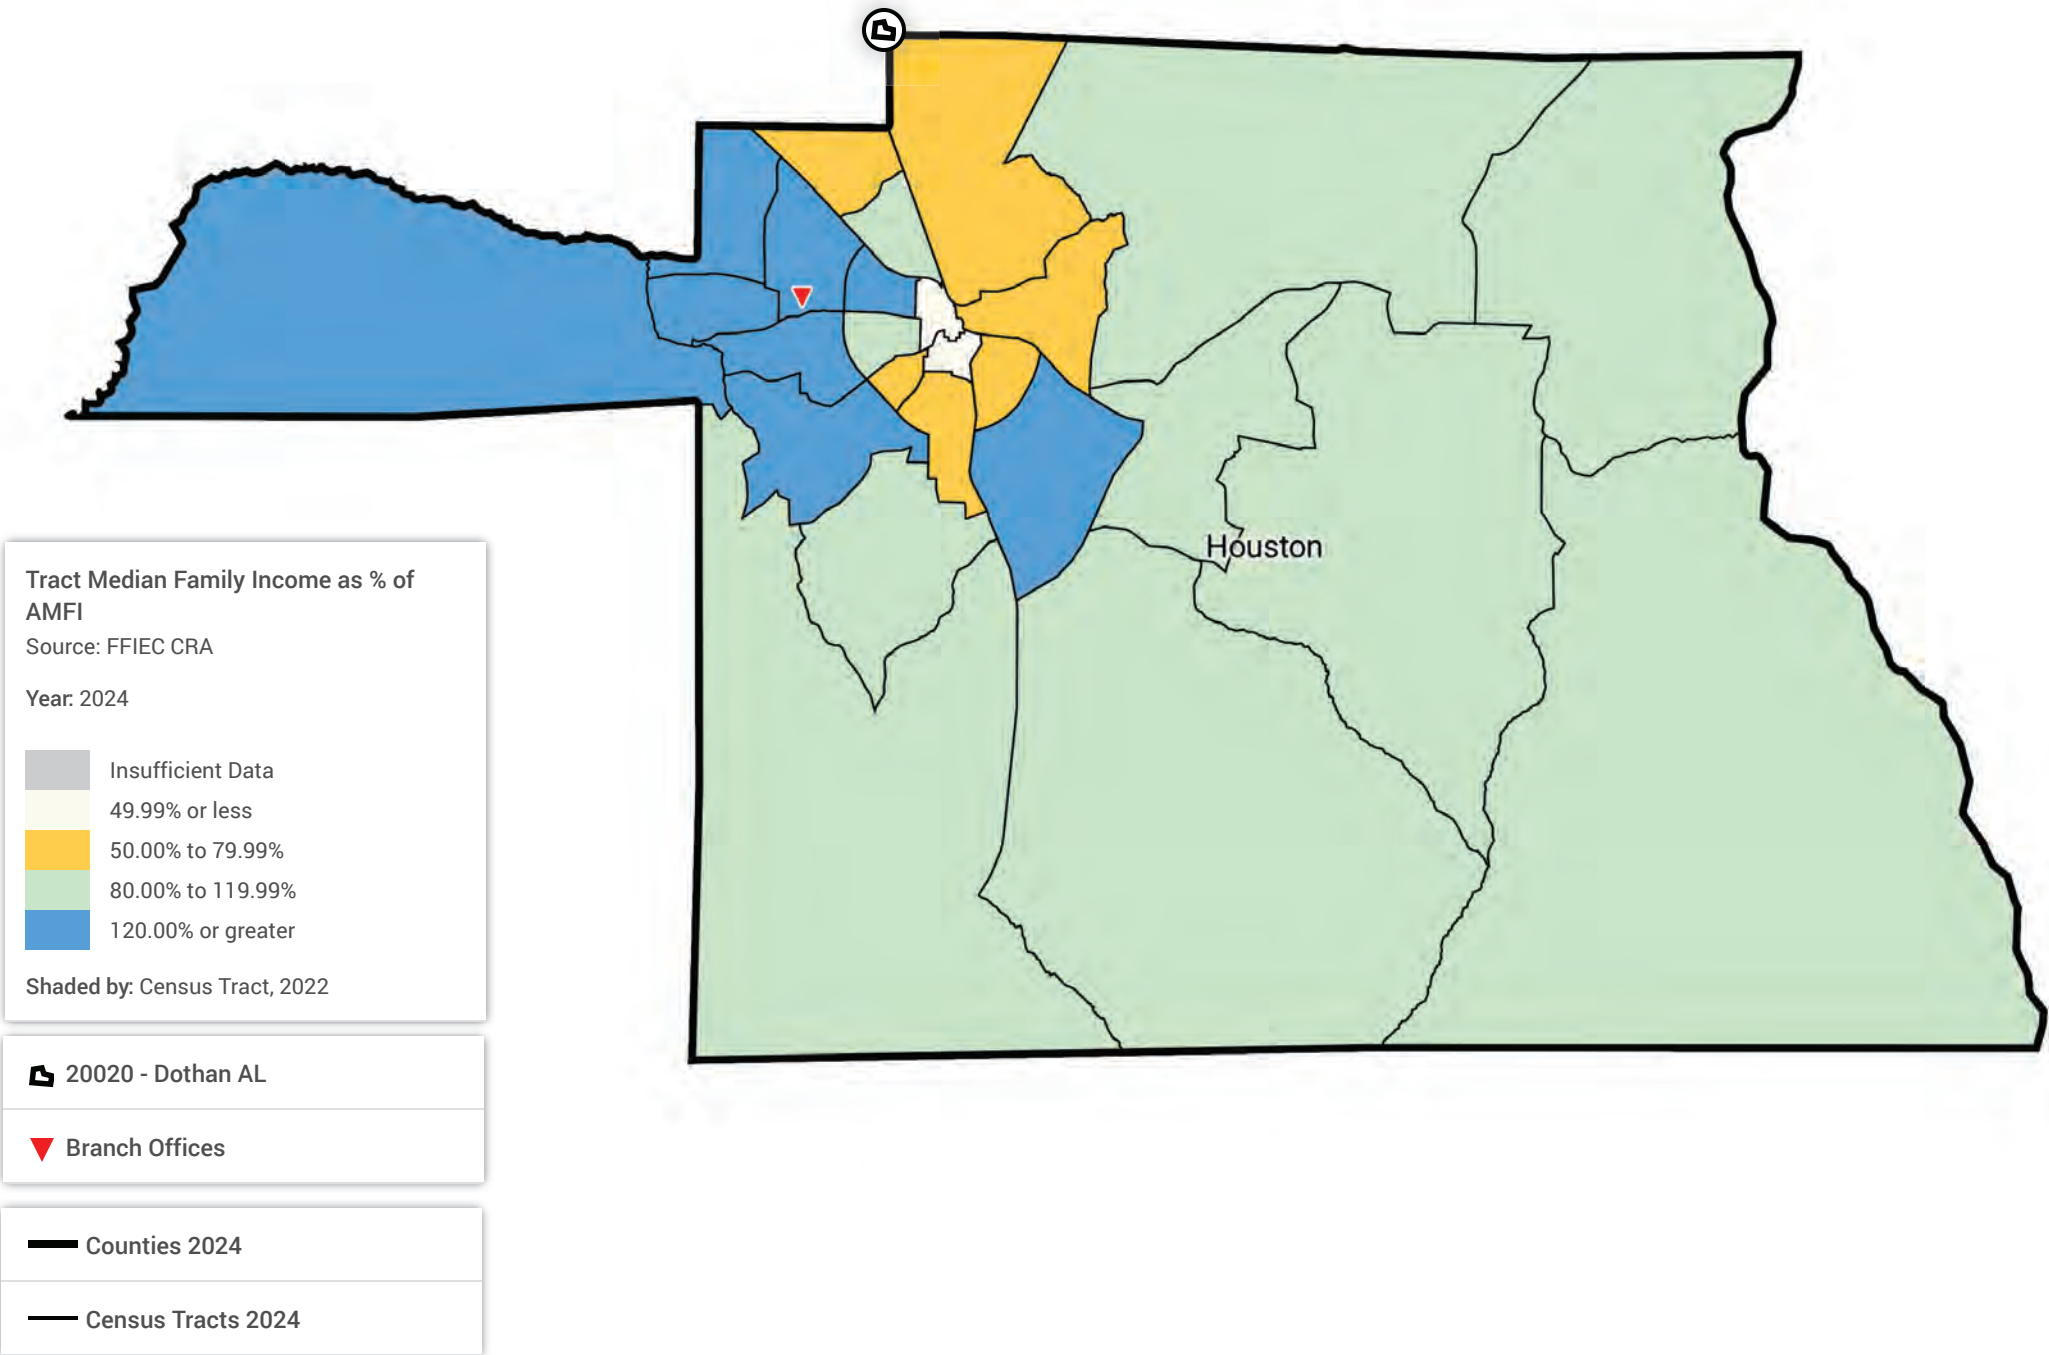 Houston
Tract Median Family Income as % of
AMFI
Source: FFIEC CRA
Year: 2024
Insufficient Data
49.99% or less
50.00% to 79.99%
80.00% to 119.99%
120.00% or greater
Shaded by: Census Tract, 2022
20020 - Dothan AL
Branch Offices
Counties 2024
Census Tracts 2024